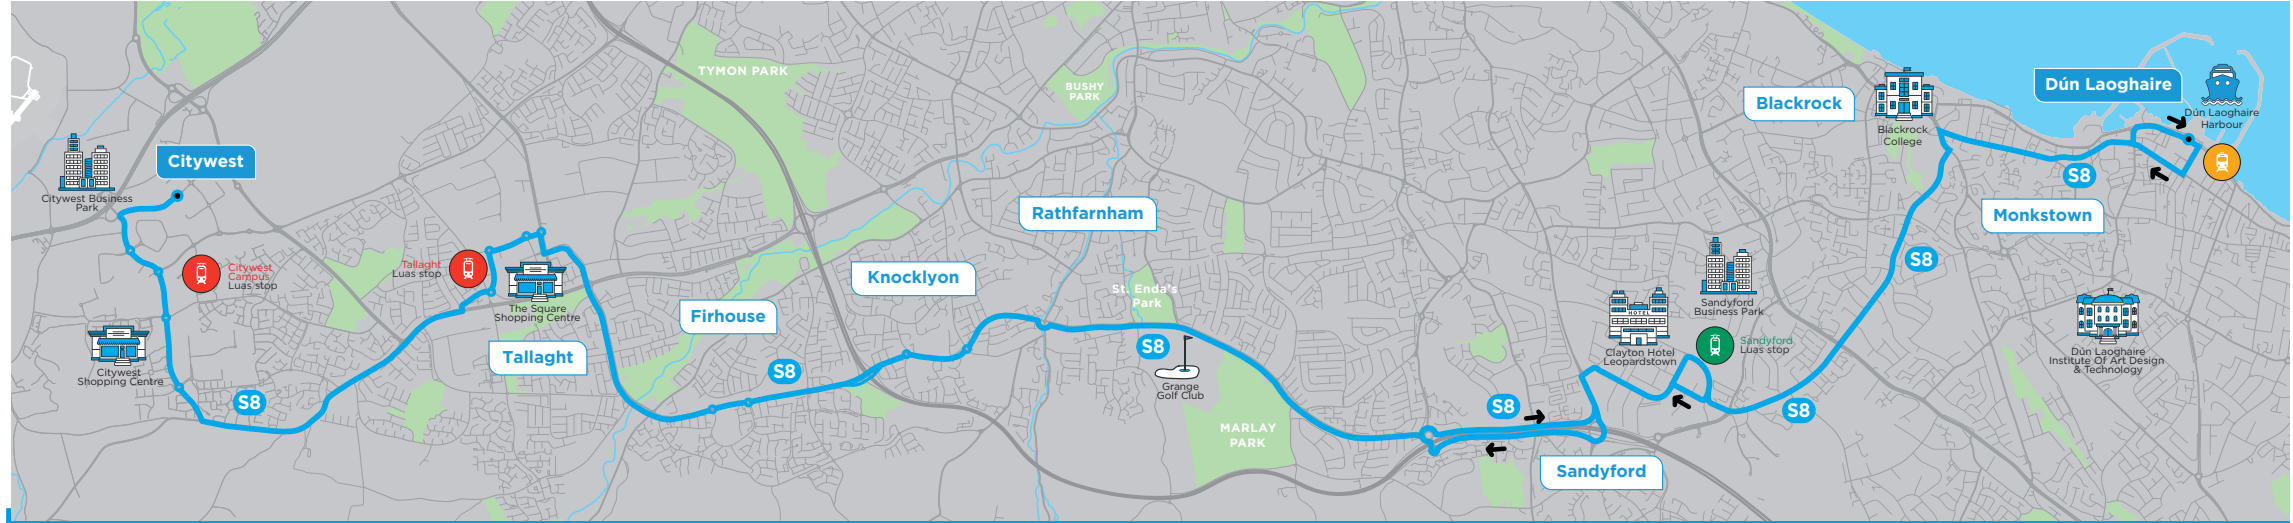 Citywest Business
Park
Citywest
Citywest
Campus
Luas stop
Citywest
Shopping Centre
S8
Tallaght
Luas stop
The Square
Shopping Centre
Tallaght
Firhouse
S8
TYMON PARK
Knocklyon
BUSHY
PARK
Rathfarnham
St. Enda's
Park
S8
Grange
Golf Club
MARLAY
PARK
S8
Sandyford
HOTEL
Clayton Hotel
Leopardstown
Sandyford
Business Park
Sandyford
Luas stop
S8
S8
Blackrock
Blackrock
College
Monkstown
S8
Dún Laoghaire
Dún Laoghaire
Harbour
Dún Laoghaire
Institute Of Art Design
& Technology